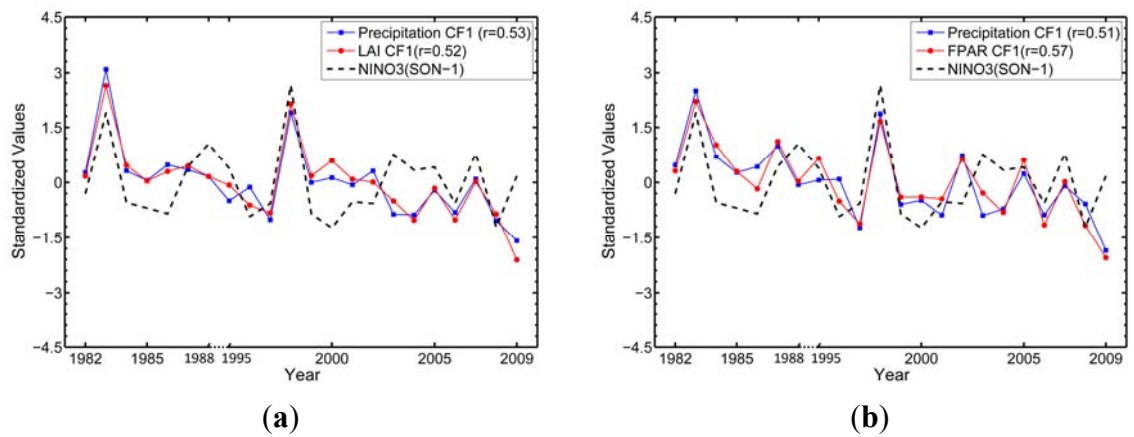 4.5
3
1.5
0
−1.5
−3
−4.5
Standardized Values
Precipitation CF1 (r=0.53)
LAI CF1(r=0.52)
NINO3(SON−1)
1982 1985 1988 1995 2000 2005 2009
Year
(a)
4.5
3
1.5
0
−1.5
−3
−4.5
Standardized Values
Precipitation CF1 (r=0.51)
FPAR CF1(r=0.57)
NINO3(SON−1)
1982 1985 1988 1995 2000 2005 2009
Year
(b)